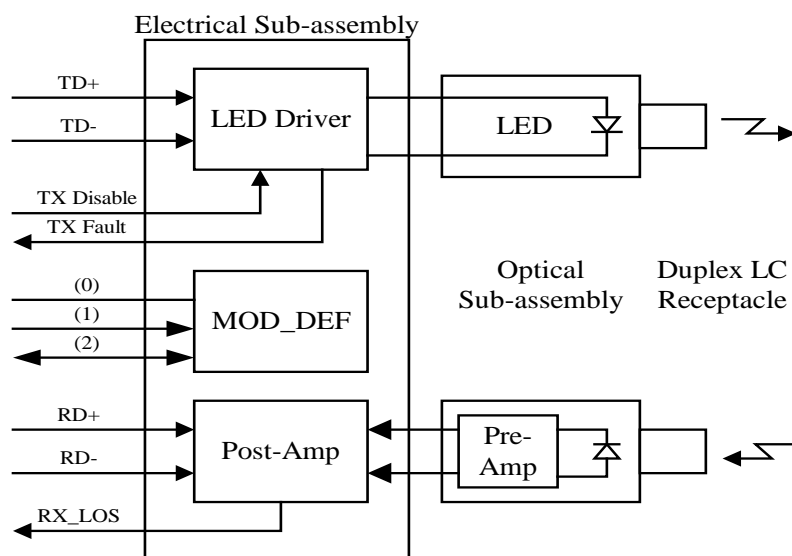 Electrical Sub-assembly
TD+
TD-
LED Driver
LED
TX Disable
TX Fault
(0)
(1)
(2)
MOD_DEF
Optical
Sub-assembly
Duplex LC
Receptacle
RD+
RD-
Post-Amp
Pre-
Amp
RX_LOS